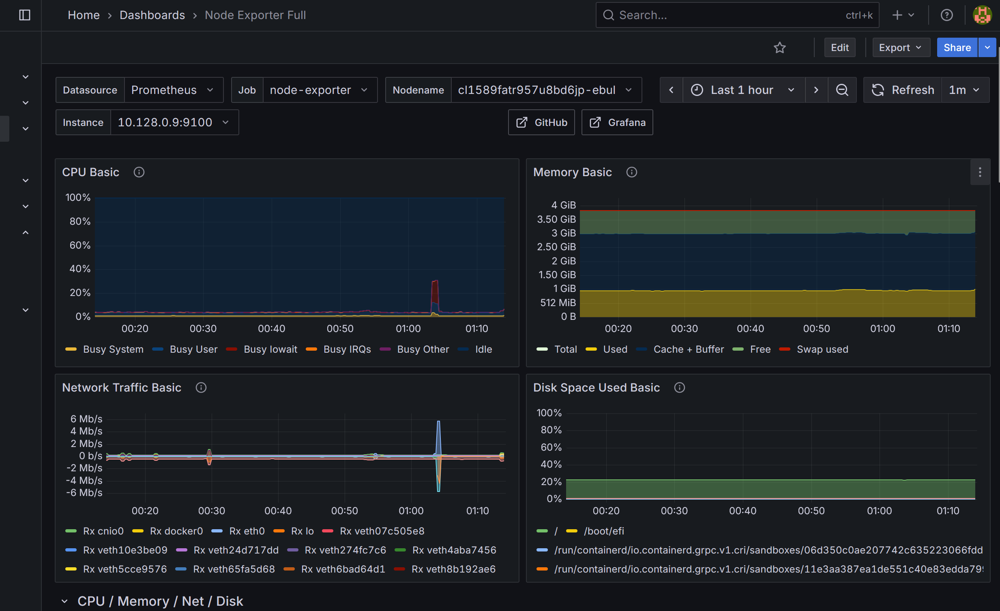 Home › Dashboards › Node Exporter Full
Search...
ctrl+k
Edit
Export
Share
Datasource Prometheus
Job node-exporter
Nodename cl1589fatr957u8bd6jp-ebul
Last 1 hour
Refresh 1m
Instance 10.128.0.9:9100
GitHub
Grafana
CPU Basic
100%
80%
60%
40%
20%
0%
00:20 00:30 00:40 00:50 01:00 01:10
Busy System Busy User Busy Iowait Busy IRQs Busy Other Idle
Memory Basic
4 GiB
3.50 GiB
3 GiB
2.50 GiB
2 GiB
1.50 GiB
1 GiB
512 MiB
0 B
00:20 00:30 00:40 00:50 01:00 01:10
Total Used Cache + Buffer Free Swap used
Network Traffic Basic
6 Mb/s
4 Mb/s
2 Mb/s
0 b/s
-2 Mb/s
-4 Mb/s
-6 Mb/s
00:20 00:30 00:40 00:50 01:00 01:10
Rx cnio0 Rx docker0 Rx eth0 Rx lo Rx veth07c505e8
Rx veth10e3be09 Rx veth24d717dd Rx veth274fc7c6 Rx veth4aba7456
Rx veth5cce9576 Rx veth65fa5d68 Rx veth6bad64d1 Rx veth8b192ae6
Disk Space Used Basic
100%
80%
60%
40%
20%
0%
00:20 00:30 00:40 00:50 01:00 01:10
/ /boot/efi
/run/containerd/io.containerd.grpc.v1.cri/sandboxes/06d350c0ae207742c635223066fdd
/run/containerd/io.containerd.grpc.v1.cri/sandboxes/11e3aa387ea1de551c40e83edda79
CPU / Memory / Net / Disk